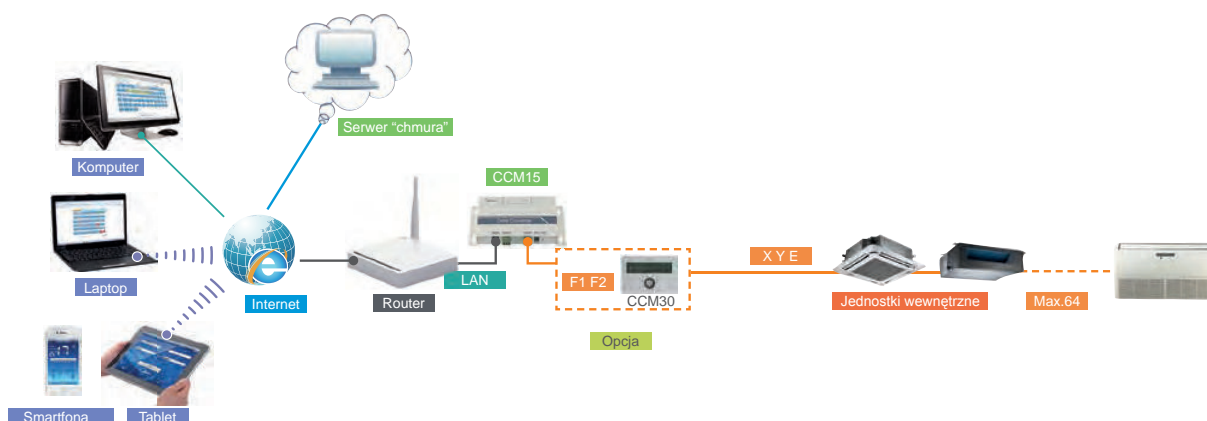 Serwer “chmura”
Komputer
CCM15
Laptop
Internet
Router
LAN
F1 F2
CCM30
X Y E
Jednostki wewnętrzne
Max.64
Opcja
Smartfona
Tablet